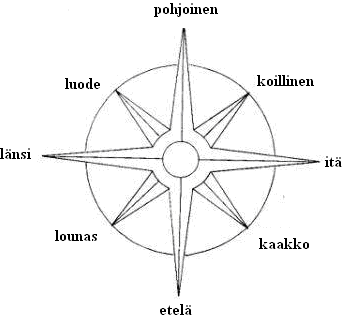 pohjoinen
luode
koillinen
länsi
itä
lounas
kaakko
etelä